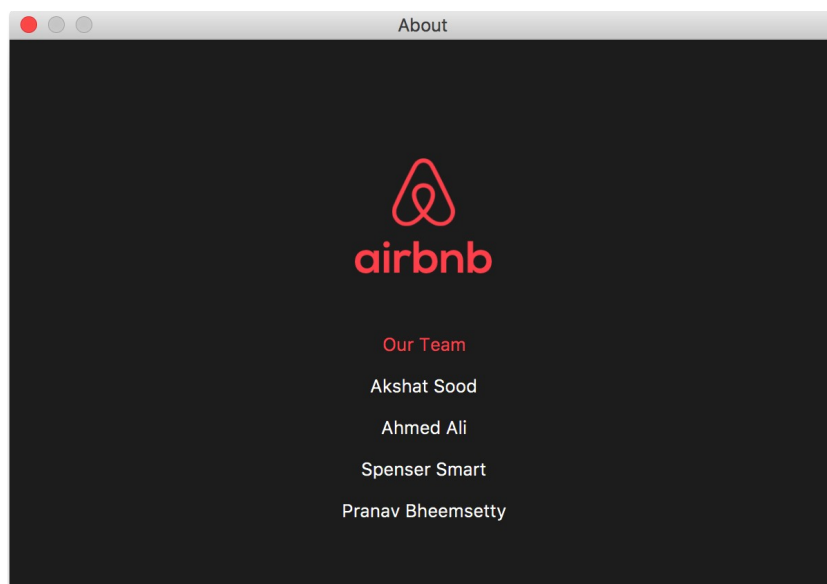 About
airbnb
Our Team
Akshat Sood
Ahmed Ali
Spenser Smart
Pranav Bheemsetty